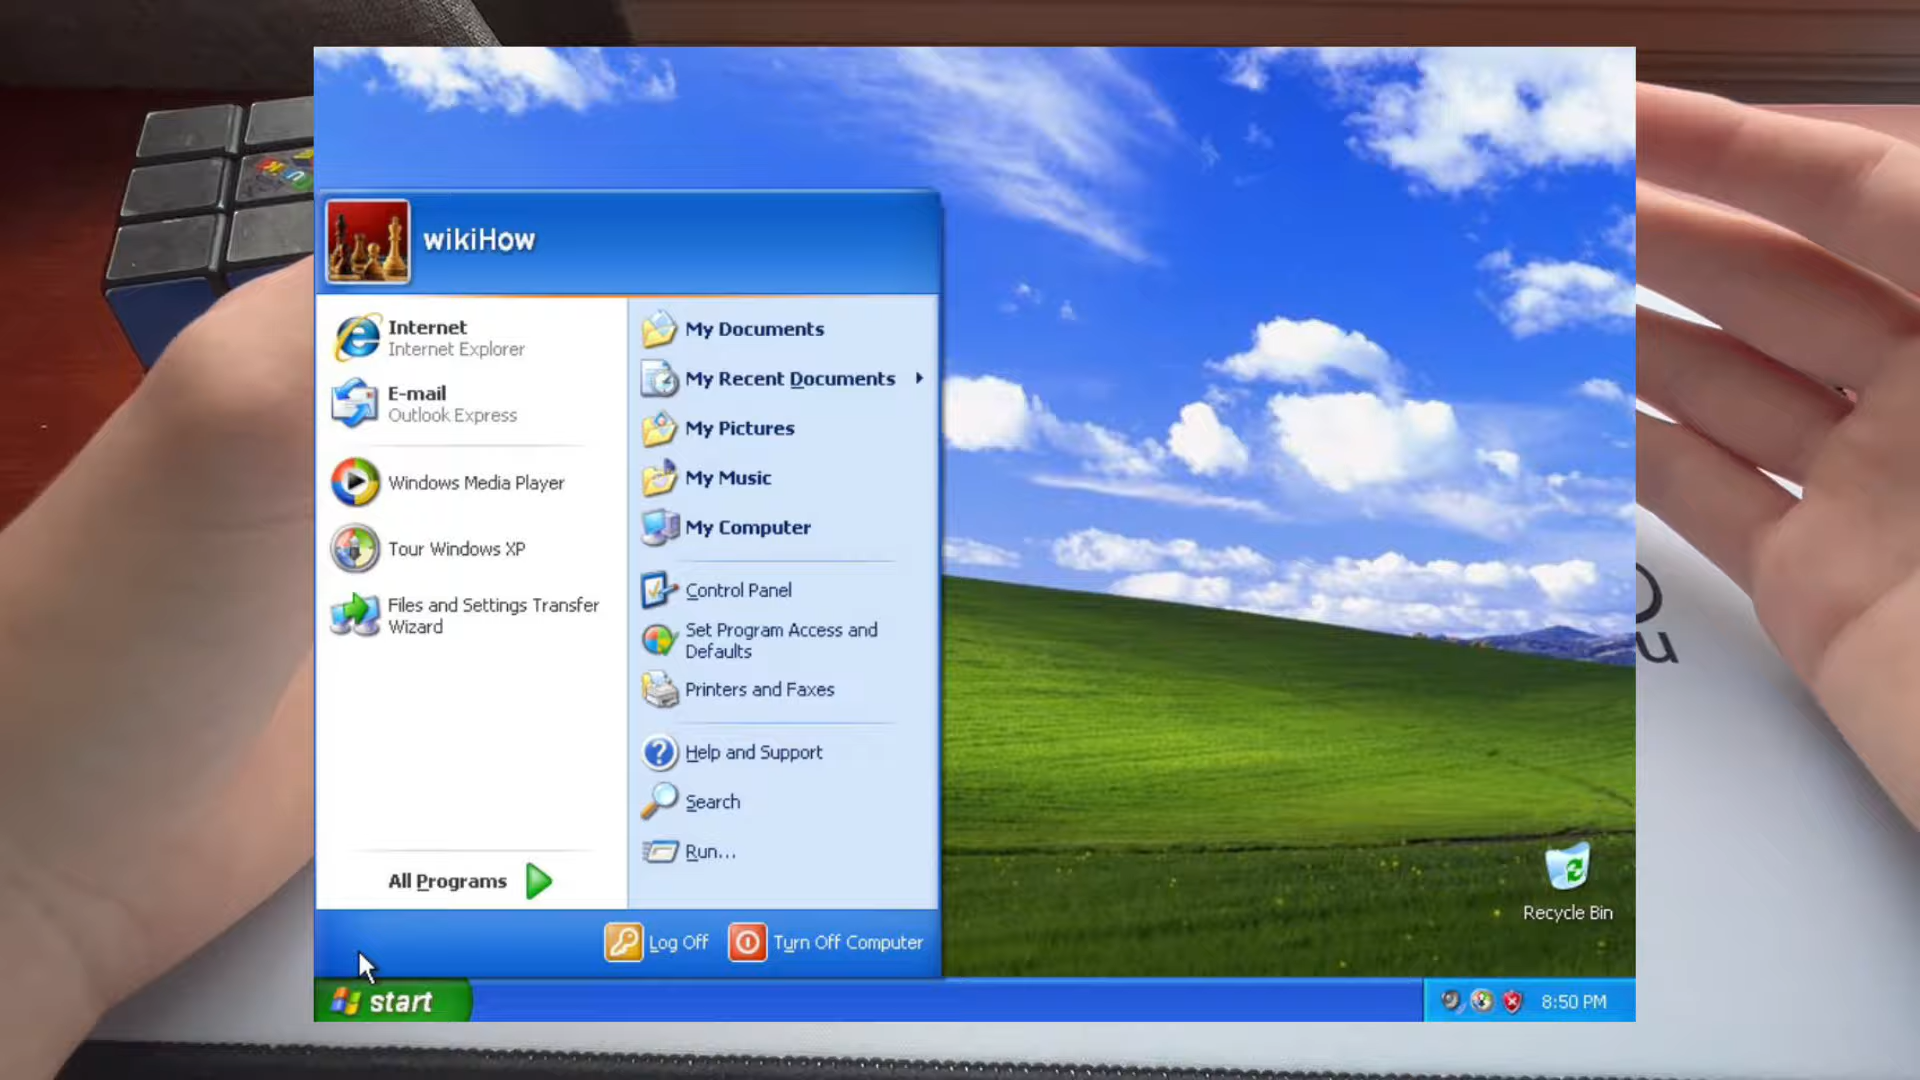 wikiHow
Internet
Internet Explorer
E-mail
Outlook Express
Windows Media Player
Tour Windows XP
Files and Settings Transfer
Wizard
All Programs
My Documents
My Recent Documents
My Pictures
My Music
My Computer
Control Panel
Set Program Access and
Defaults
Printers and Faxes
Help and Support
Search
Run...
Log Off
Turn Off Computer
Recycle Bin
start
8:50 PM